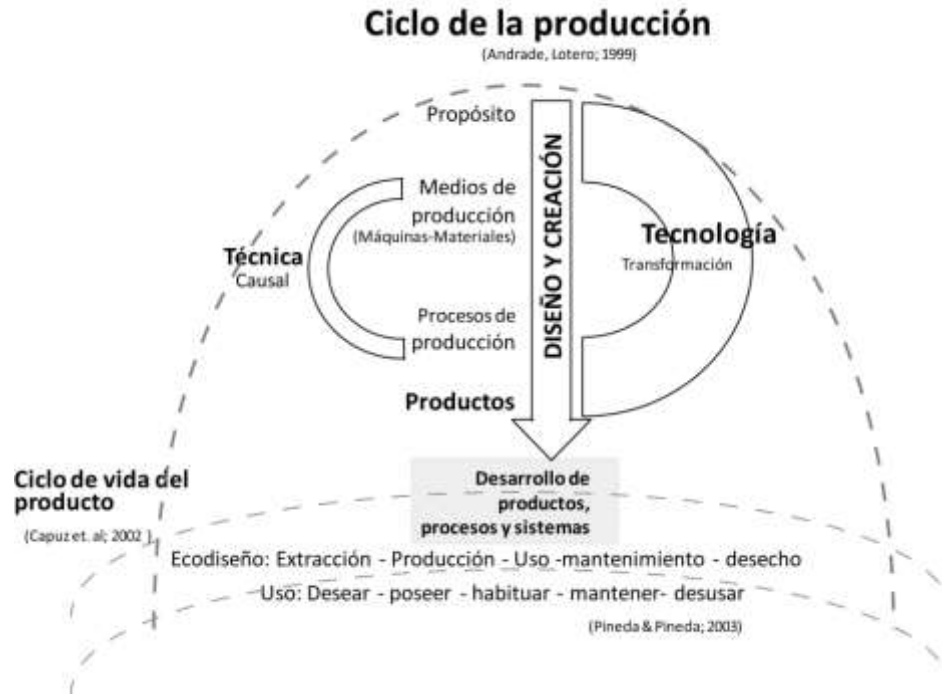 Ciclo de la producción
(Andrade, Lotero; 1999)
Propósito
Medios de
producción
(Máquinas-Materiales)
Técnica
Causal
Procesos de
producción
Productos
DISEÑO Y CREACIÓN
Tecnología
Transformación
Ciclo de vida del
producto
(Capuz et. al; 2002 )
Desarrollo de
productos,
procesos y sistemas
Ecodiseño: Extracción - Producción - Uso -mantenimiento - desecho
Uso: Desear - poseer - habituar - mantener- desusar
(Pineda & Pineda; 2003)